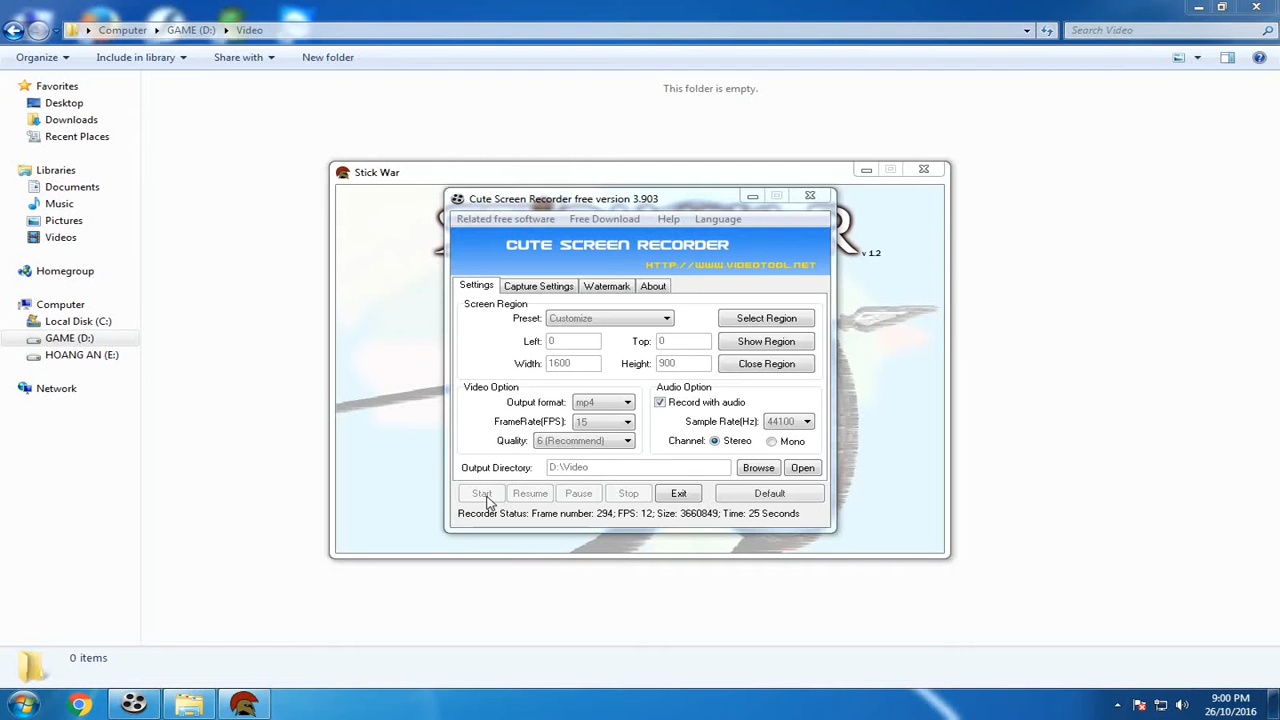 Computer GAME (D:) Video
Search Video
Organize Include in library Share with New folder
Favorites
Desktop
Downloads
Recent Places
Libraries
Documents
Music
Pictures
Videos
Homegroup
Computer
Local Disk (C:)
GAME (D:)
HOANG AN (E:)
Network
This folder is empty.
Stick War
v 1.2
Cute Screen Recorder free version 3.903
Related free software Free Download Help Language
CUTE SCREEN RECORDER
HTTP://WWW.VIDEOTOOL.NET
Settings Capture Settings Watermark About
Screen Region
Preset: Customize Select Region
Left: 0 Top: 0 Show Region
Width: 1600 Height: 900 Close Region
Video Option Audio Option
Output format: mp4 Record with audio
FrameRate(FPS): 15 Sample Rate(Hz): 44100
Quality: 6 (Recommend) Channel: Stereo Mono
Output Directory: D:\Video Browse Open
Start Resume Pause Stop Exit Default
Recorder Status: Frame number: 294; FPS: 12; Size: 3660849; Time: 25 Seconds
0 items
9:00 PM
26/10/2016